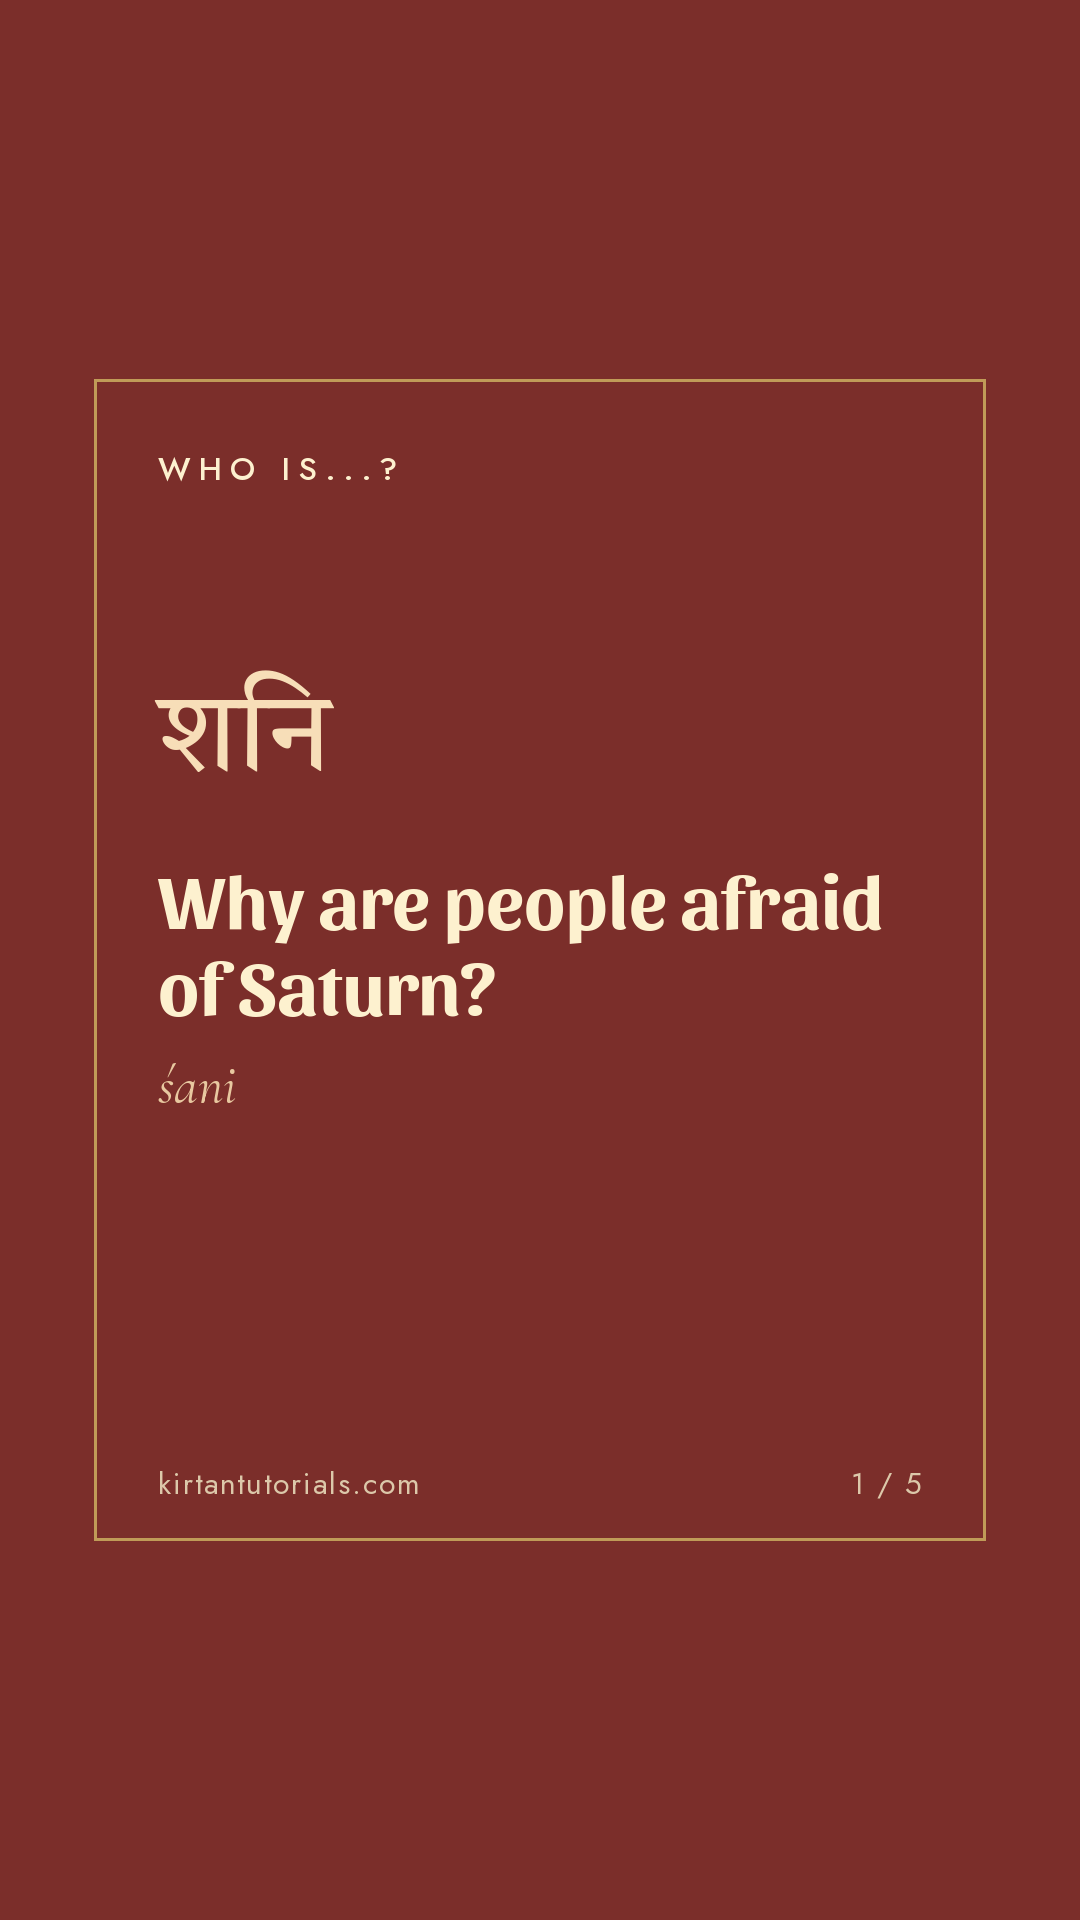 WHO IS...?
शनि
Why are people afraid
of Saturn?
śani
kirtantutorials.com
1 / 5